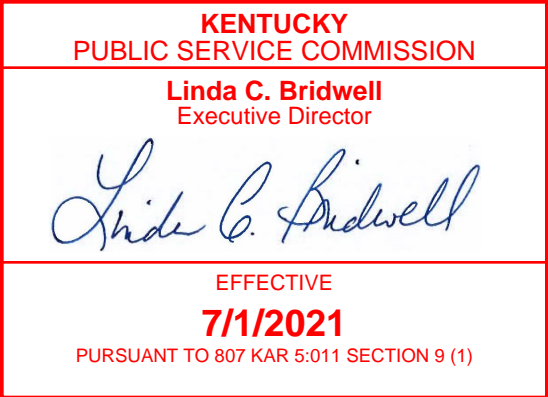 KENTUCKY
PUBLIC SERVICE COMMISSION
Linda C. Bridwell
Executive Director
Linda C. Bridwell
EFFECTIVE
7/1/2021
PURSUANT TO 807 KAR 5:011 SECTION 9 (1)